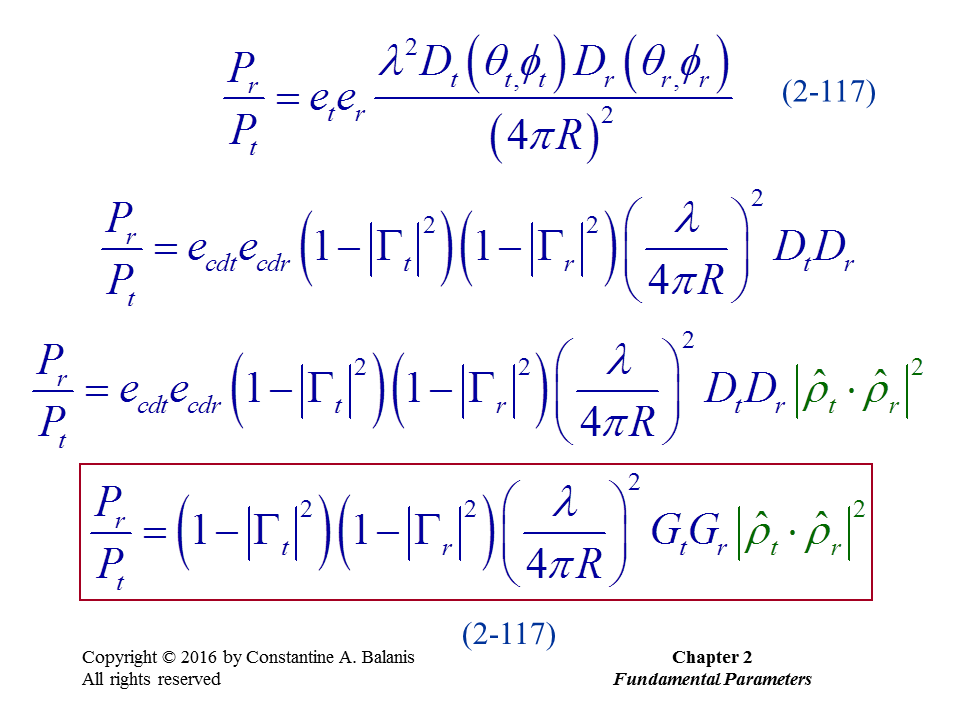 P_r/P_t = e_t e_r λ² D_t(θ_t,ϕ_t) D_r(θ_r,ϕ_r) / (4πR)² (2-117)
P_r/P_t = e_cdt e_cdr (1−|Γ_t|²)(1−|Γ_r|²)(λ/4πR)² D_t D_r
P_r/P_t = e_cdt e_cdr (1−|Γ_t|²)(1−|Γ_r|²)(λ/4πR)² D_t D_r |ρ̂_t · ρ̂_r|²
P_r/P_t = (1−|Γ_t|²)(1−|Γ_r|²)(λ/4πR)² G_t G_r |ρ̂_t · ρ̂_r|²
(2-117)
Copyright © 2016 by Constantine A. Balanis
All rights reserved
Chapter 2
Fundamental Parameters